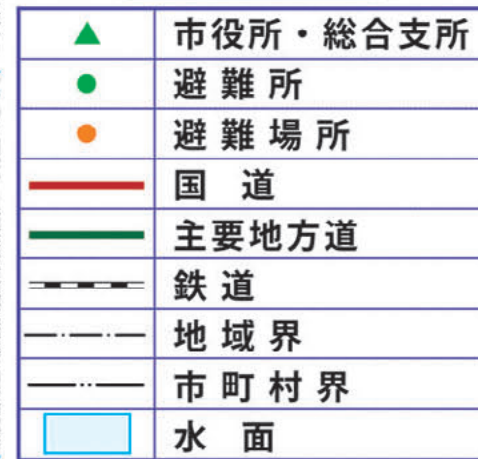 市役所・総合支所
避難所
避難場所
国　道
主要地方道
鉄道
地域界
市町村界
水　面